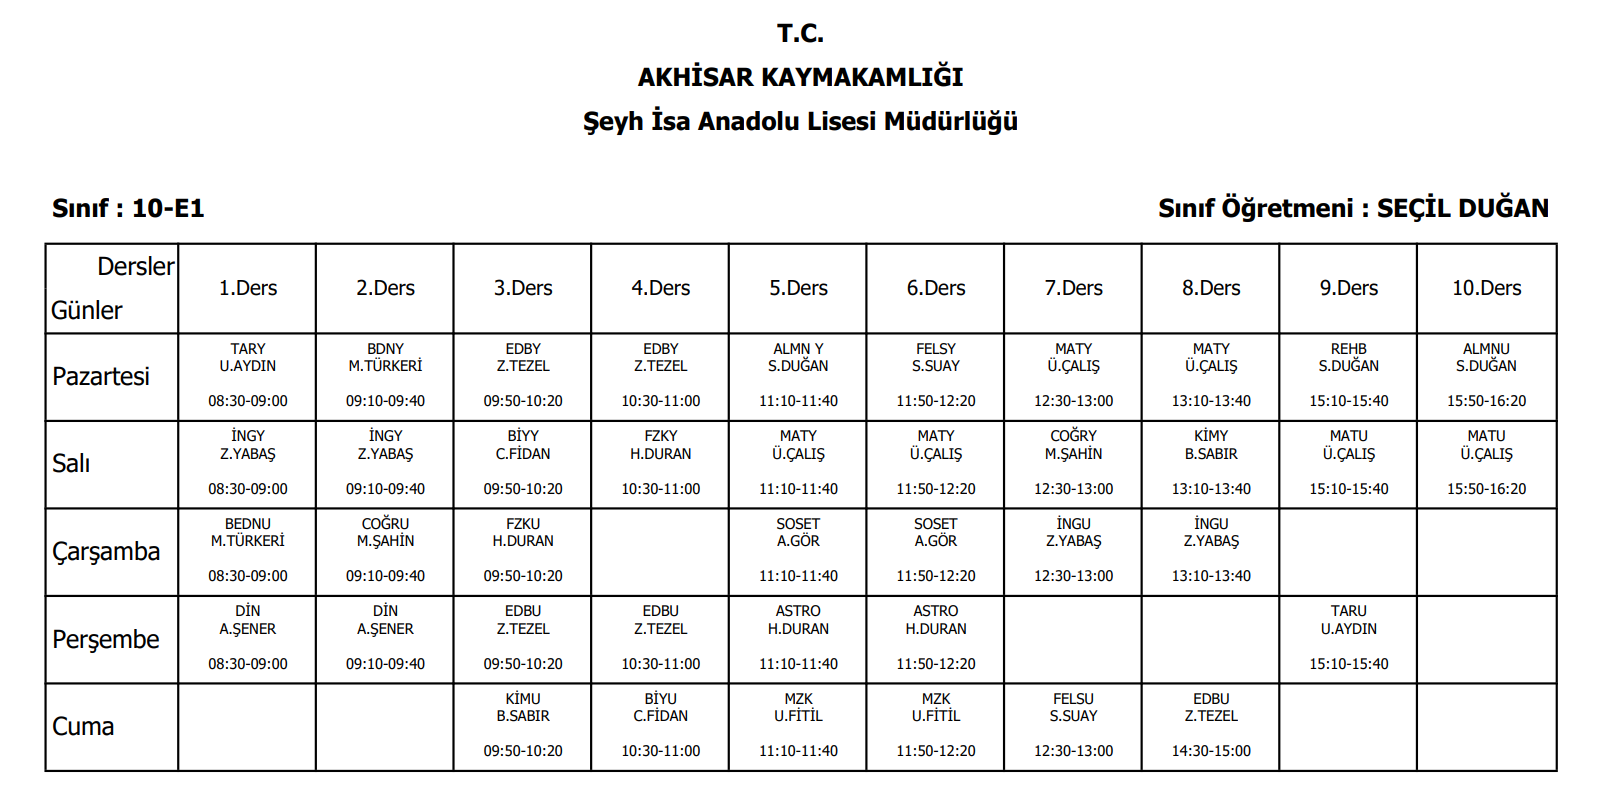 T.C.
AKHİSAR KAYMAKAMLIĞI
Şeyh İsa Anadolu Lisesi Müdürlüğü
Sınıf : 10-E1 Sınıf Öğretmeni : SEÇİL DUĞAN
Dersler
Günler
1.Ders 2.Ders 3.Ders 4.Ders 5.Ders 6.Ders 7.Ders 8.Ders 9.Ders 10.Ders
Pazartesi
TARY BDNY EDBY EDBY ALMN Y FELSY MATY MATY REHB ALMNU
U.AYDIN M.TÜRKERİ Z.TEZEL Z.TEZEL S.DUĞAN S.SUAY Ü.ÇALIŞ Ü.ÇALIŞ S.DUĞAN S.DUĞAN
08:30-09:00 09:10-09:40 09:50-10:20 10:30-11:00 11:10-11:40 11:50-12:20 12:30-13:00 13:10-13:40 15:10-15:40 15:50-16:20
Salı
İNGY İNGY BİYY FZKY MATY MATY COĞRY KİMY MATU MATU
Z.YABAŞ Z.YABAŞ C.FİDAN H.DURAN Ü.ÇALIŞ Ü.ÇALIŞ M.ŞAHİN B.SABIR Ü.ÇALIŞ Ü.ÇALIŞ
08:30-09:00 09:10-09:40 09:50-10:20 10:30-11:00 11:10-11:40 11:50-12:20 12:30-13:00 13:10-13:40 15:10-15:40 15:50-16:20
Çarşamba
BEDNU COĞRU FZKU SOSET SOSET İNGU İNGU
M.TÜRKERİ M.ŞAHİN H.DURAN A.GÖR A.GÖR Z.YABAŞ Z.YABAŞ
08:30-09:00 09:10-09:40 09:50-10:20 11:10-11:40 11:50-12:20 12:30-13:00 13:10-13:40
Perşembe
DİN DİN EDBU EDBU ASTRO ASTRO TARU
A.ŞENER A.ŞENER Z.TEZEL Z.TEZEL H.DURAN H.DURAN U.AYDIN
08:30-09:00 09:10-09:40 09:50-10:20 10:30-11:00 11:10-11:40 11:50-12:20 15:10-15:40
Cuma
KİMU BİYU MZK MZK FELSU EDBU
B.SABIR C.FİDAN U.FİTİL U.FİTİL S.SUAY Z.TEZEL
09:50-10:20 10:30-11:00 11:10-11:40 11:50-12:20 12:30-13:00 14:30-15:00